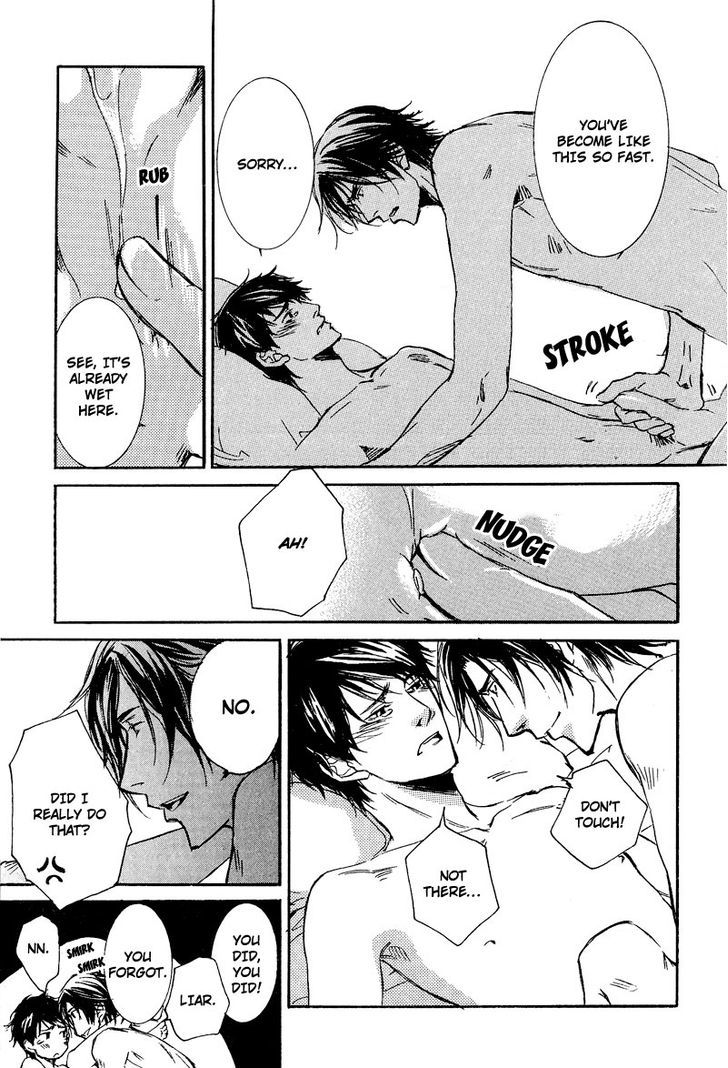 YOU'VE
BECOME LIKE
THIS SO FAST.
SORRY...
STROKE
RUB
SEE, IT'S
ALREADY
WET
HERE.
NUDGE
AH!
DON'T
TOUCH!
NOT
THERE...
NO.
DID I
REALLY DO
THAT?
YOU
DID,
YOU
DID!
LIAR.
YOU
FORGOT.
SMIRK
SMIRK
NN.